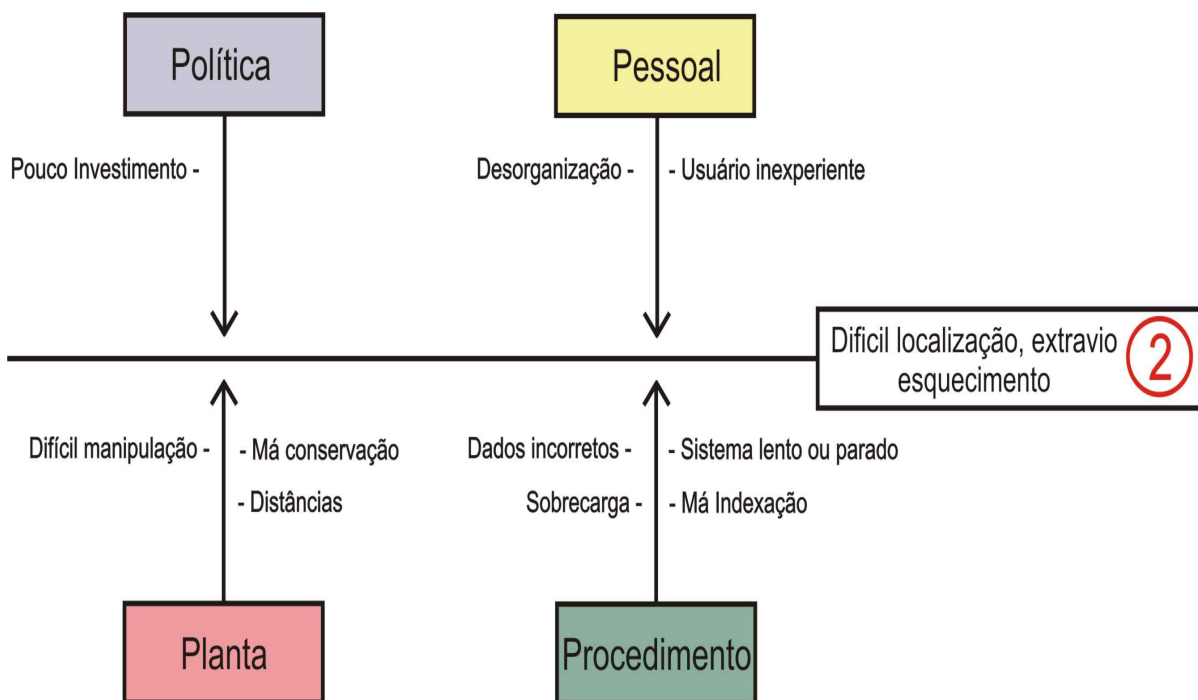 Política
Pessoal
Pouco Investimento -
Desorganização -
- Usuário inexperiente
Dificil localização, extravio
esquecimento
2
Difícil manipulação -
- Má conservação
- Distâncias
Dados incorretos -
- Sistema lento ou parado
Sobrecarga -
- Má Indexação
Planta
Procedimento